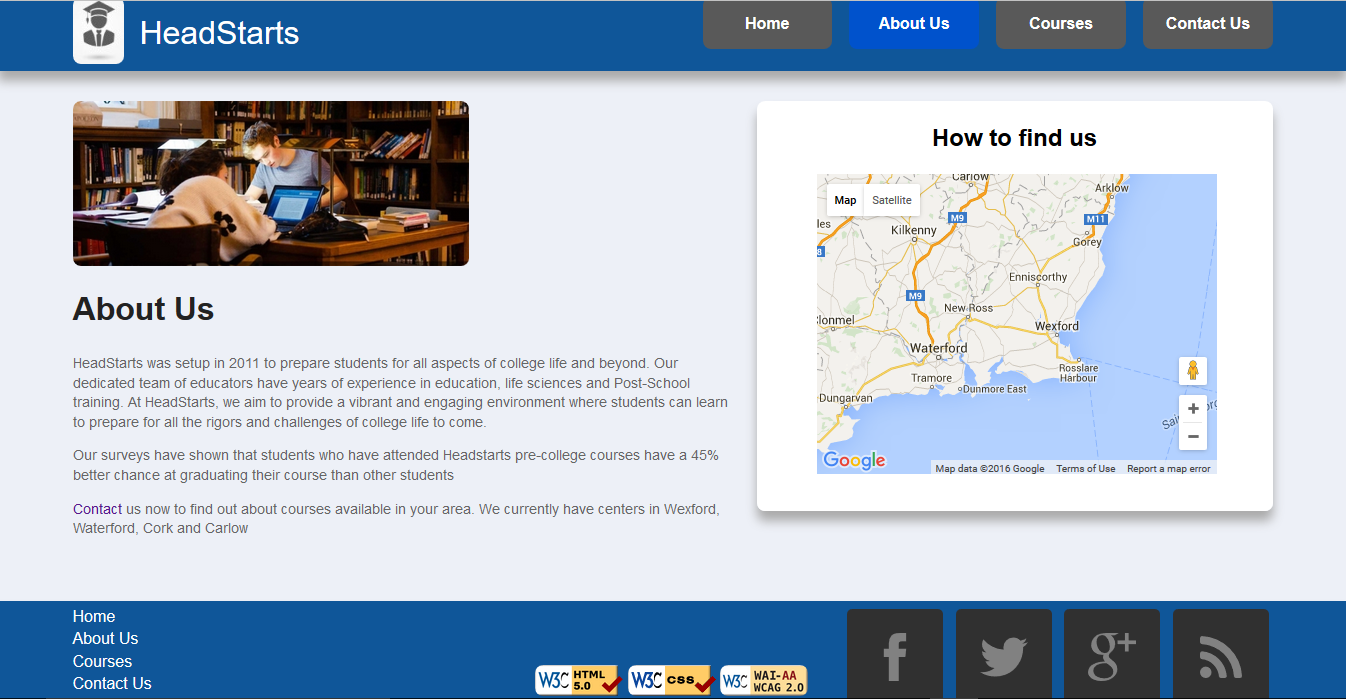 HeadStarts
Home
About Us
Courses
Contact Us
About Us
HeadStarts was setup in 2011 to prepare students for all aspects of college life and beyond. Our
dedicated team of educators have years of experience in education, life sciences and Post-School
training. At HeadStarts, we aim to provide a vibrant and engaging environment where students can learn
to prepare for all the rigors and challenges of college life to come.
Our surveys have shown that students who have attended Headstarts pre-college courses have a 45%
better chance at graduating their course than other students
Contact us now to find out about courses available in your area. We currently have centers in Wexford,
Waterford, Cork and Carlow
How to find us
Map
Satellite
Carlow
Arklow
M9
M11
les
Kilkenny
Gorey
8
Enniscorthy
M9
New Ross
Clonmel
Wexford
Waterford
Rosslare
Harbour
Tramore
Dunmore East
Dungarvan
+
−
Google
Map data ©2016 Google
Terms of Use
Report a map error
Home
About Us
Courses
Contact Us
W3C HTML 5.0
W3C css
W3C WAI-AA WCAG 2.0
f
g+